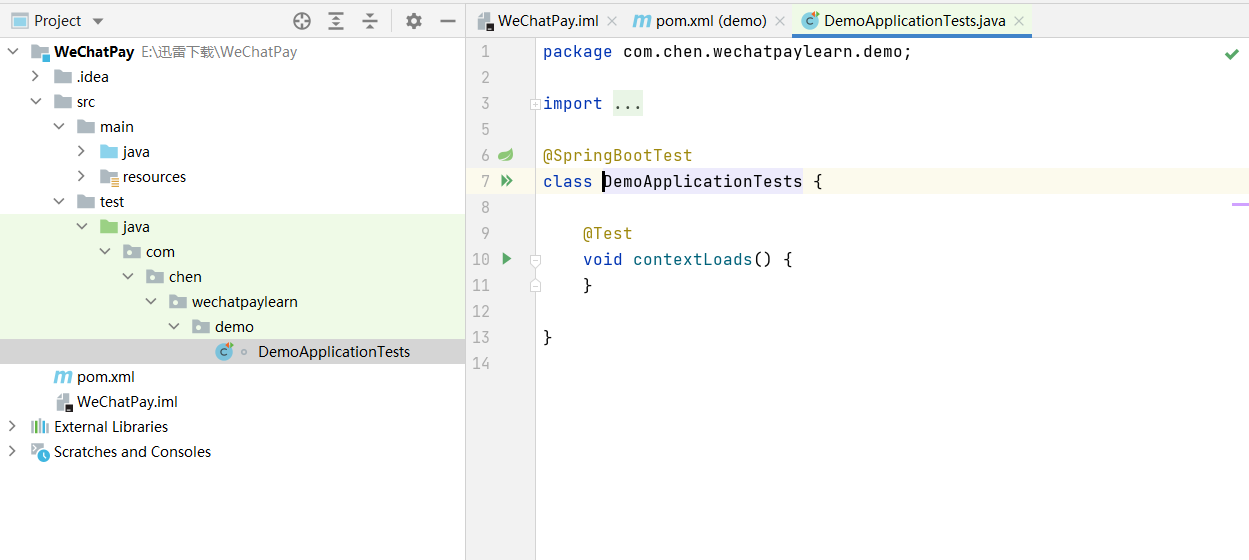 Project
WeChatPay.iml
pom.xml (demo)
DemoApplicationTests.java
WeChatPay E:\迅雷下载\WeChatPay
.idea
src
main
java
resources
test
java
com
chen
wechatpaylearn
demo
DemoApplicationTests
pom.xml
WeChatPay.iml
External Libraries
Scratches and Consoles
1 package com.chen.wechatpaylearn.demo;
2
3 import ...
5
6 @SpringBootTest
7 class DemoApplicationTests {
8
9 @Test
10 void contextLoads() {
11 }
12
13 }
14